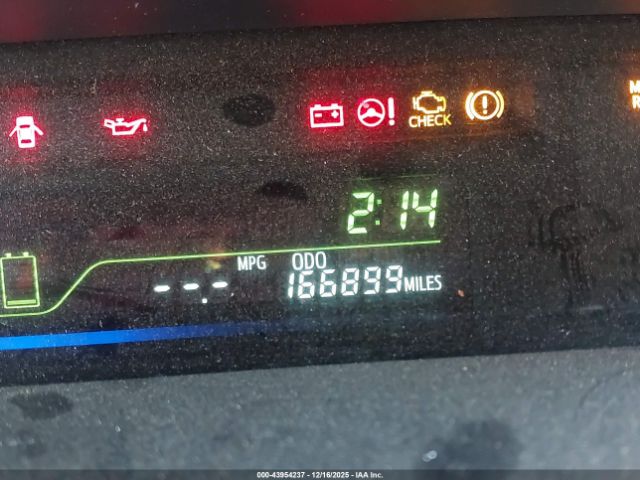 CHECK
2:14
--.- MPG ODO 166899 MILES
000-43954237 - 12/16/2025 - IAA Inc.